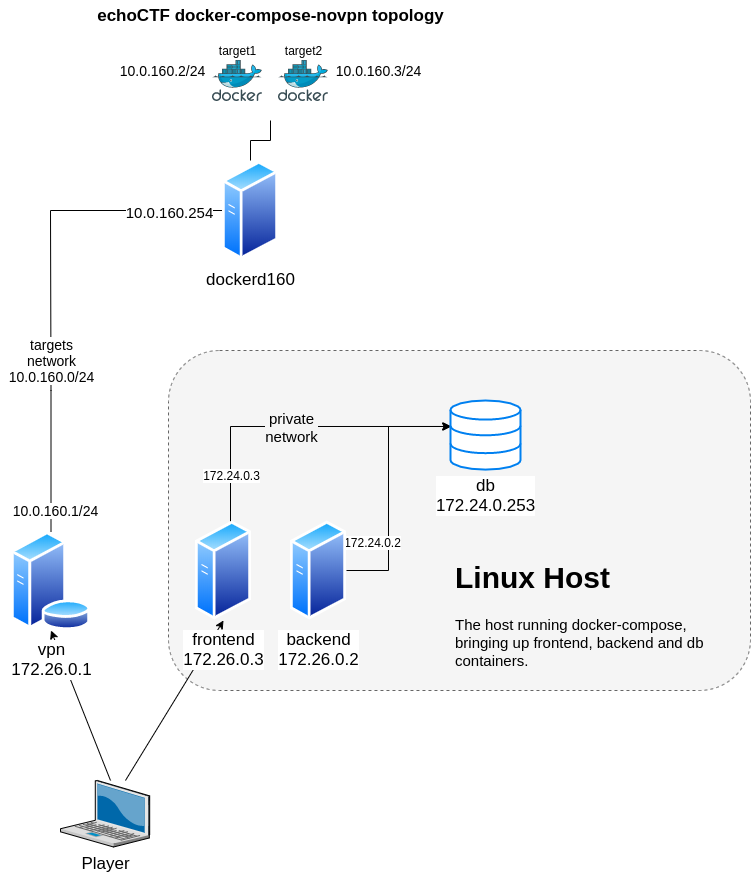 echoCTF docker-compose-novpn topology
target1
target2
10.0.160.2/24
10.0.160.3/24
docker
docker
10.0.160.254
dockerd160
targets
network
10.0.160.0/24
private
network
172.24.0.3
db
172.24.0.253
10.0.160.1/24
172.24.0.2
Linux Host
The host running docker-compose,
bringing up frontend, backend and db
containers.
vpn
172.26.0.1
frontend
172.26.0.3
backend
172.26.0.2
Player